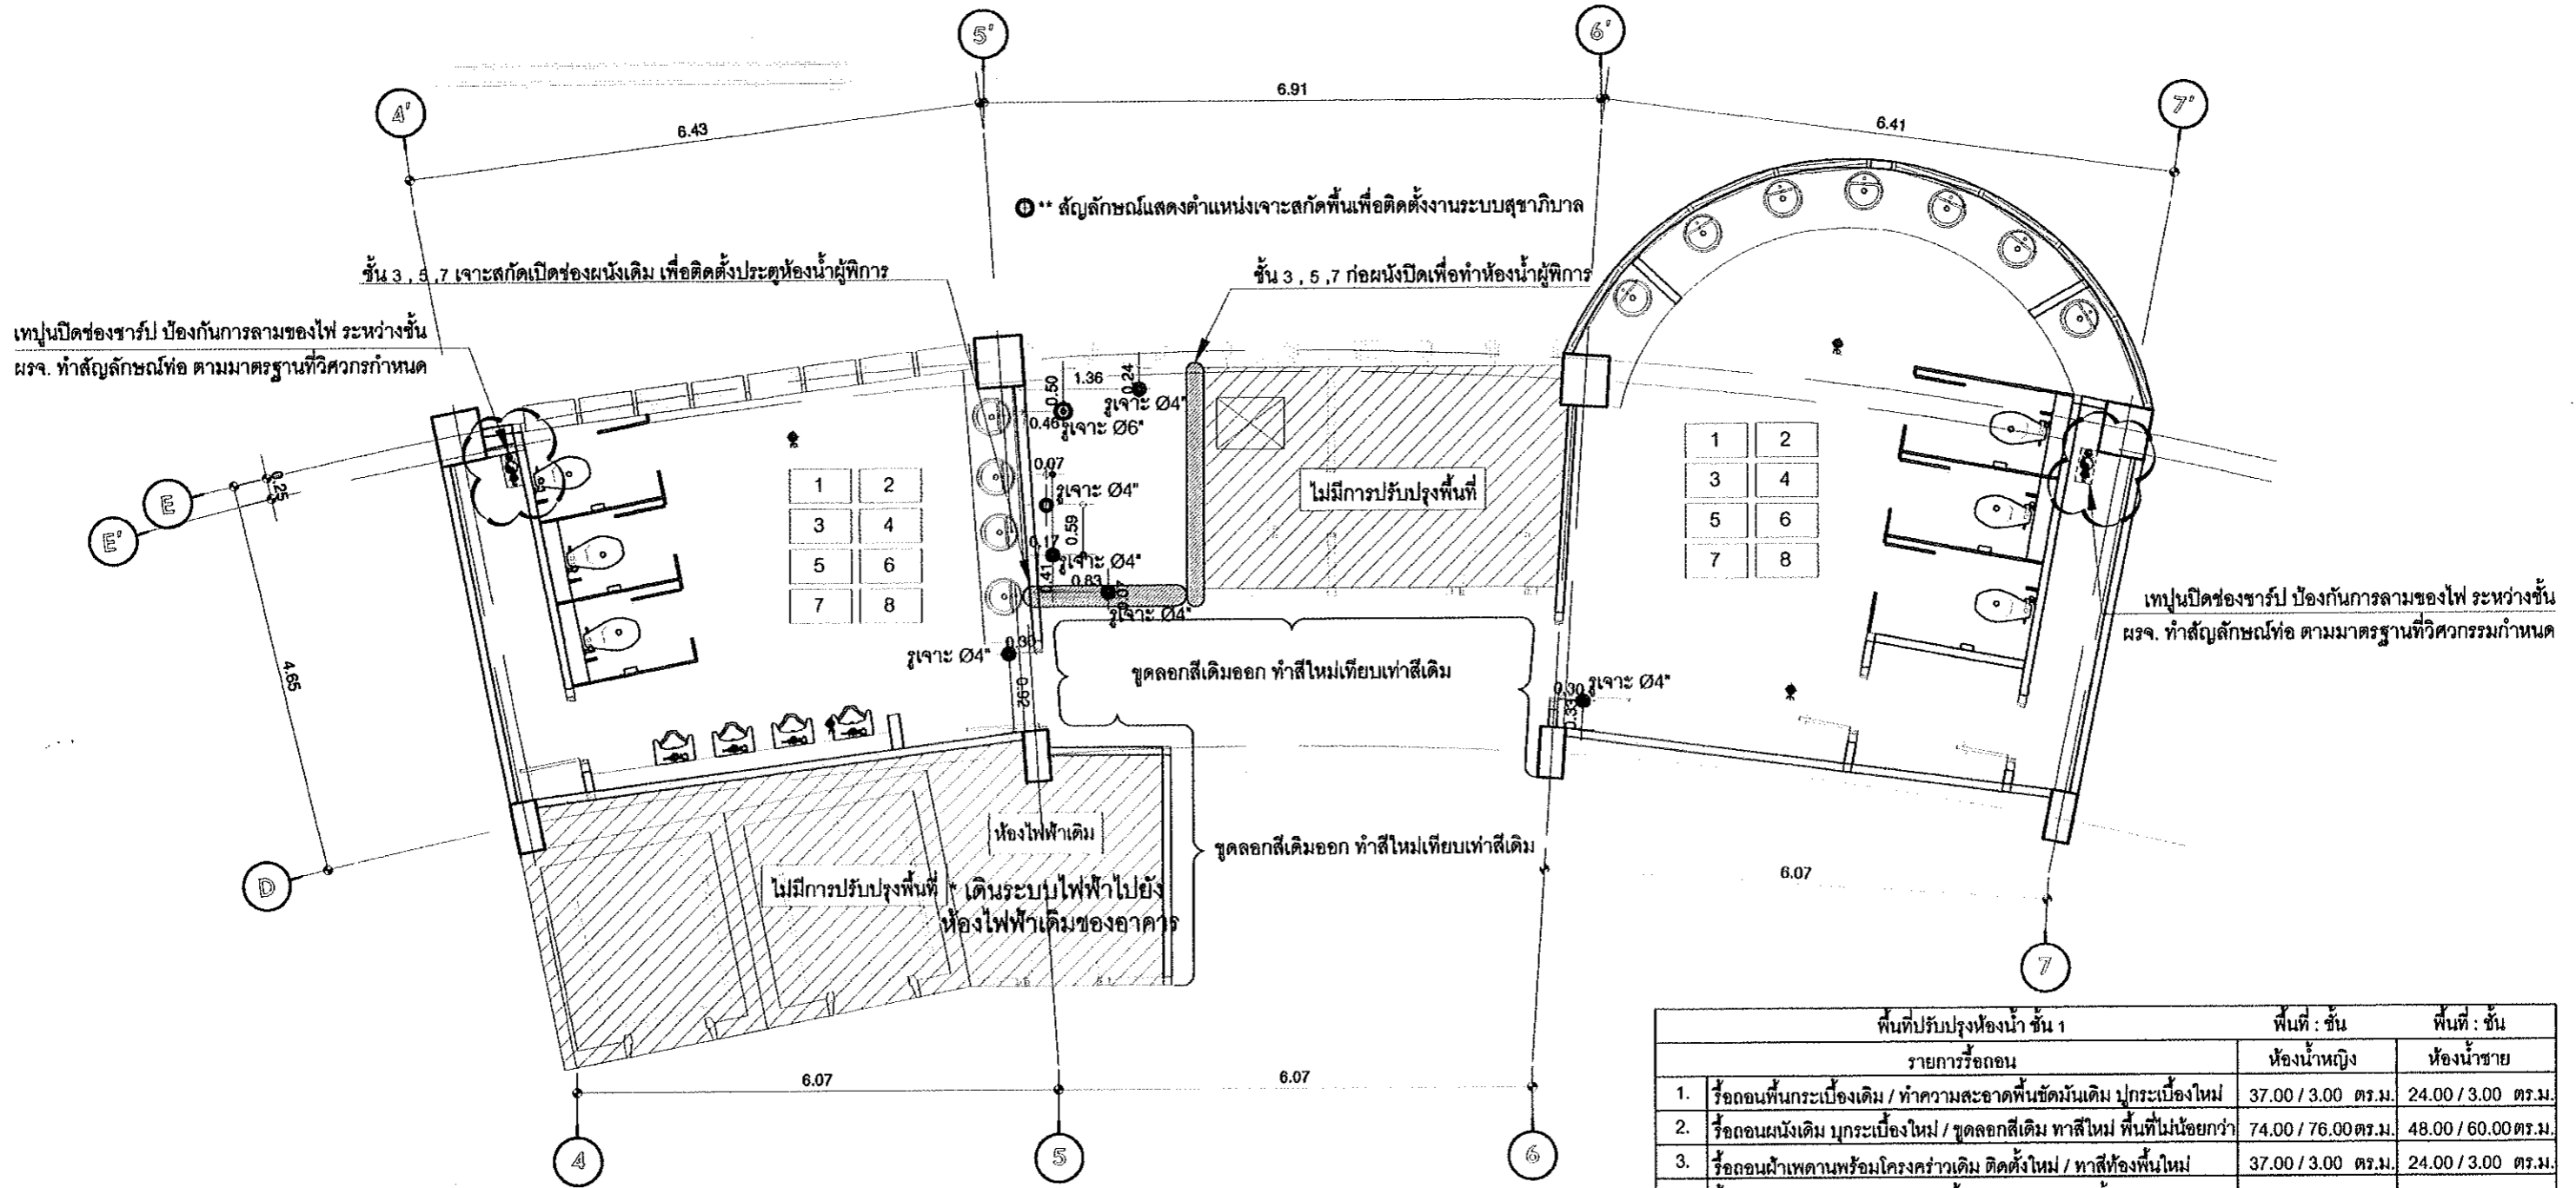 5'
6'
4'
7'
6.91
6.43
6.41
** สัญลักษณ์แสดงตำแหน่งเจาะสกัดพื้นเพื่อติดตั้งงานระบบสุขาภิบาล
ชั้น 3 , 5 ,7 เจาะสกัดเปิดช่องผนังเดิม เพื่อติดตั้งประตูห้องน้ำผู้พิการ
ชั้น 3 , 5 ,7 ก่อผนังปิดเพื่อทำห้องน้ำผู้พิการ
เทปูนปิดช่องชาร์ป ป้องกันการลามของไฟ ระหว่างชั้น
ผรจ. ทำสัญลักษณ์ท่อ ตามมาตรฐานที่วิศวกรกำหนด
0.50
1.36
0.24
รูเจาะ Ø4"
0.46
รูเจาะ Ø6"
0.07
รูเจาะ Ø4"
0.59
0.17
รูเจาะ Ø4"
0.41
0.83
0.07
รูเจาะ Ø4"
ไม่มีการปรับปรุงพื้นที่
1 2
3 4
5 6
7 8
1 2
3 4
5 6
7 8
E
E'
0.25
4.65
D
เทปูนปิดช่องชาร์ป ป้องกันการลามของไฟ ระหว่างชั้น
ผรจ. ทำสัญลักษณ์ท่อ ตามมาตรฐานที่วิศวกรรมกำหนด
0.30
รูเจาะ Ø4"
0.92
ขูดลอกสีเดิมออก ทำสีใหม่เทียบเท่าสีเดิม
0.30
รูเจาะ Ø4"
0.33
ห้องไฟฟ้าเดิม
ขูดลอกสีเดิมออก ทำสีใหม่เทียบเท่าสีเดิม
ไม่มีการปรับปรุงพื้นที่
* เดินระบบไฟฟ้าไปยัง
ห้องไฟฟ้าเดิมของอาคาร
6.07
7
6.07
6.07
4
5
6
พื้นที่ปรับปรุงห้องน้ำ ชั้น 1 พื้นที่ : ชั้น พื้นที่ : ชั้น
รายการรื้อถอน ห้องน้ำหญิง ห้องน้ำชาย
1. รื้อถอนพื้นกระเบื้องเดิม / ทำความสะอาดพื้นขัดมันเดิม ปูกระเบื้องใหม่ 37.00 / 3.00 ตร.ม. 24.00 / 3.00 ตร.ม.
2. รื้อถอนผนังเดิม บุกระเบื้องใหม่ / ขูดลอกสีเดิม ทาสีใหม่ พื้นที่ไม่น้อยกว่า 74.00 / 76.00 ตร.ม. 48.00 / 60.00 ตร.ม.
3. รื้อถอนฝ้าเพดานพร้อมโครงคร่าวเดิม ติดตั้งใหม่ / ทาสีท้องพื้นใหม่ 37.00 / 3.00 ตร.ม. 24.00 / 3.00 ตร.ม.